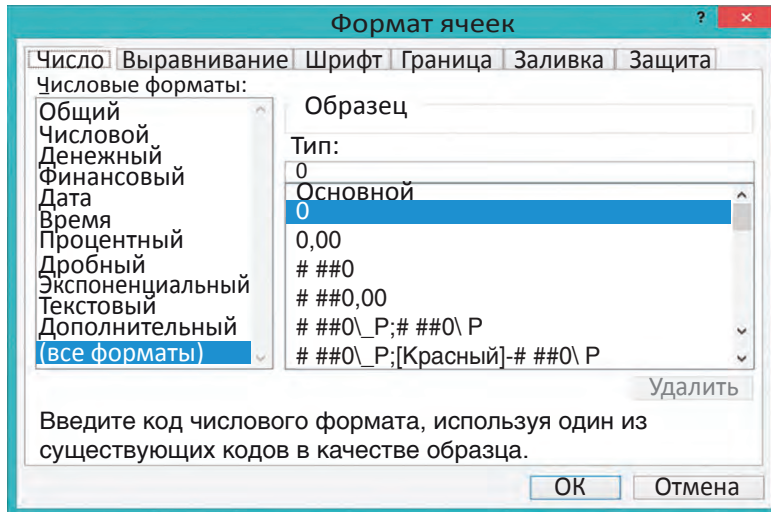 Формат ячеек
?
×
Число Выравнивание Шрифт Граница Заливка Защита
Числовые форматы:
Общий
Числовой
Денежный
Финансовый
Дата
Время
Процентный
Дробный
Экспоненциальный
Текстовый
Дополнительный
(все форматы)
Образец
Тип:
0
Основной
0
0,00
# ##0
# ##0,00
# ##0\_Р;# ##0\ Р
# ##0\_Р;[Красный]-# ##0\ Р
Удалить
Введите код числового формата, используя один из
существующих кодов в качестве образца.
ОК Отмена